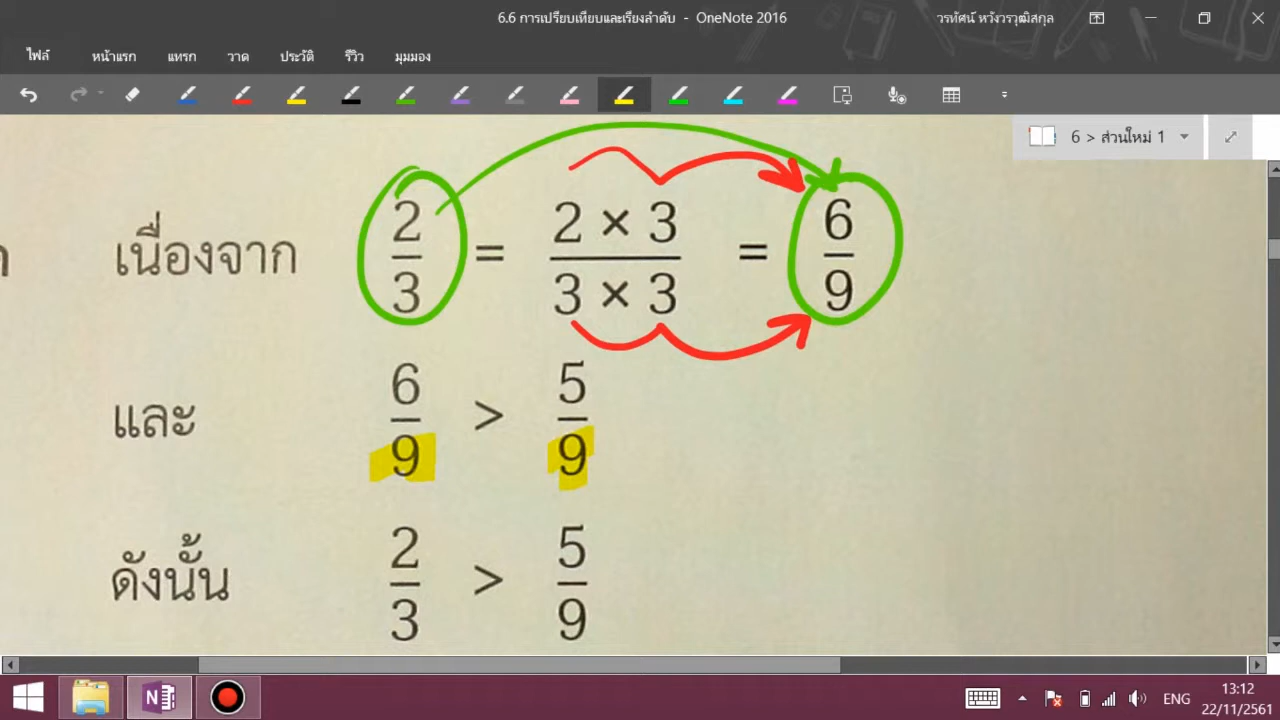 6.6 การเปรียบเทียบและเรียงลำดับ - OneNote 2016
วรทัศน์ หวังวรวุฒิสกุล
ไฟล์ หน้าแรก แทรก วาด ประวัติ รีวิว มุมมอง
6 > ส่วนใหม่ 1
เนื่องจาก 2/3 = 2 × 3 / 3 × 3 = 6/9
และ 6/9 > 5/9
ดังนั้น 2/3 > 5/9
ENG
13:12
22/11/2561